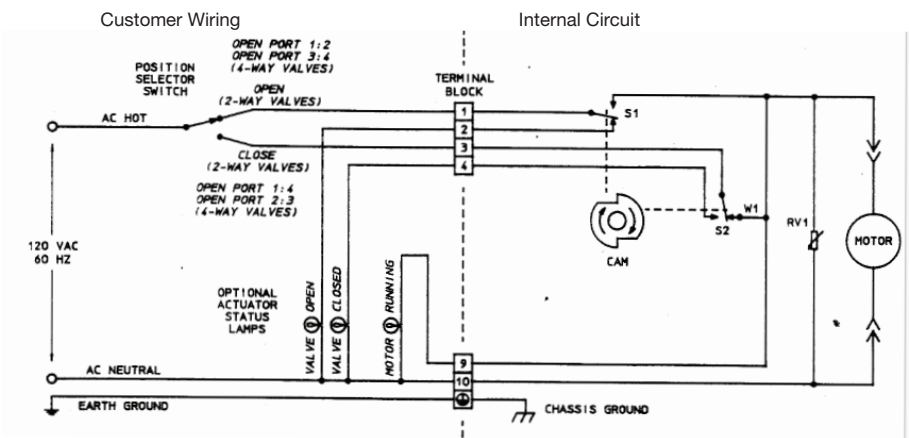 Customer Wiring
Internal Circuit
OPEN PORT 1:2
OPEN PORT 3:4
(4-WAY VALVES)
POSITION
SELECTOR
SWITCH
OPEN
(2-WAY VALVES)
TERMINAL
BLOCK
AC HOT
1
2
3
4
S1
CLOSE
(2-WAY VALVES)
OPEN PORT 1:4
OPEN PORT 2:3
(4-WAY VALVES)
W1
S2
RV1
MOTOR
CAM
120 VAC
60 HZ
OPTIONAL
ACTUATOR
STATUS
LAMPS
VALVE OPEN
VALVE CLOSED
MOTOR RUNNING
9
10
AC NEUTRAL
EARTH GROUND
CHASSIS GROUND